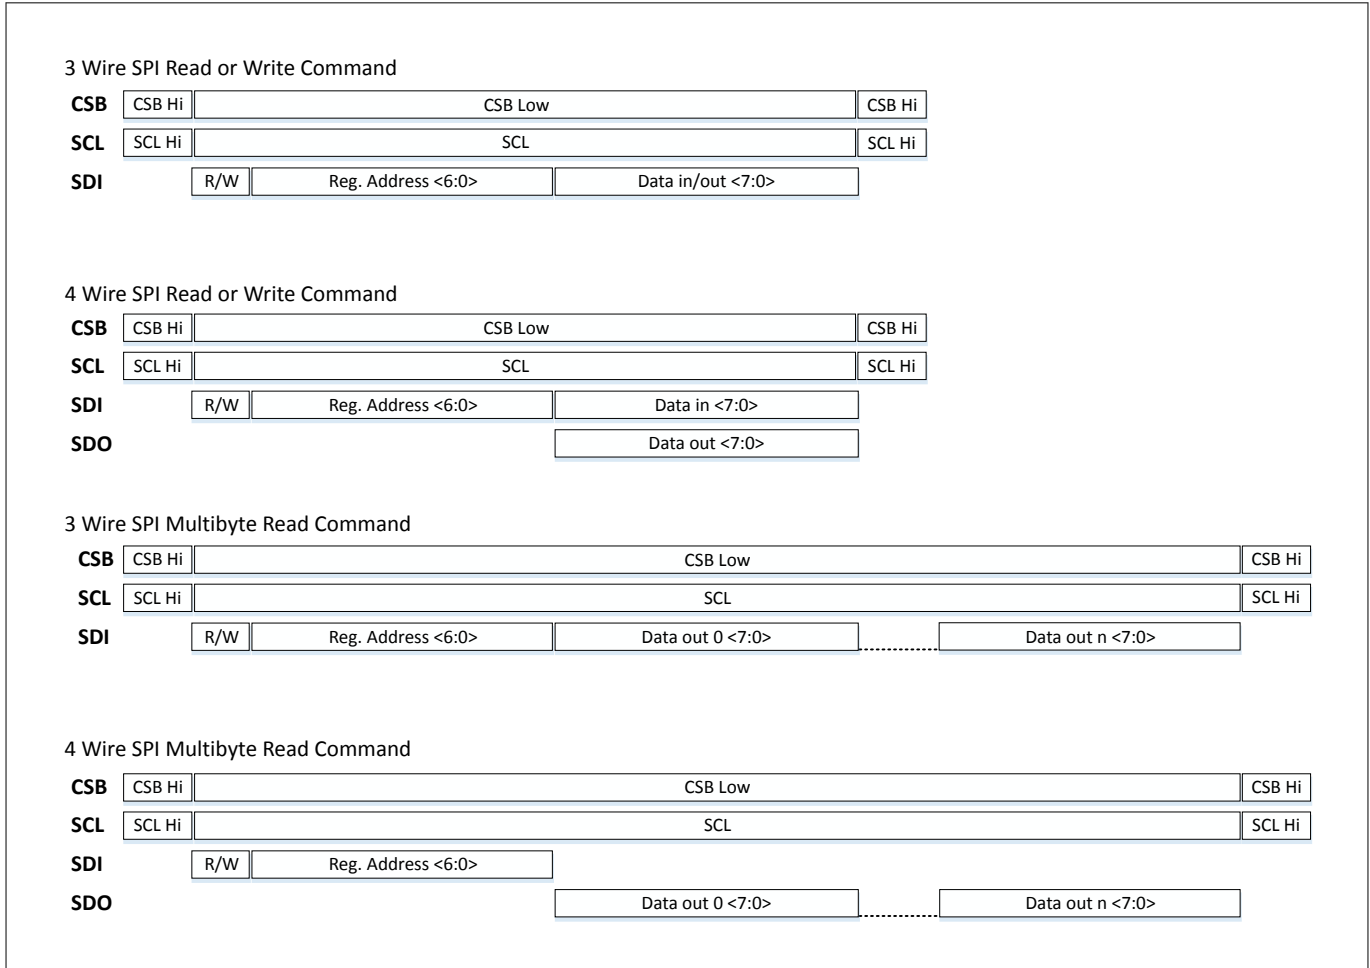 3 Wire SPI Read or Write Command
CSB CSB Hi CSB Low CSB Hi
SCL SCL Hi SCL SCL Hi
SDI R/W Reg. Address <6:0> Data in/out <7:0>
4 Wire SPI Read or Write Command
CSB CSB Hi CSB Low CSB Hi
SCL SCL Hi SCL SCL Hi
SDI R/W Reg. Address <6:0> Data in <7:0>
SDO Data out <7:0>
3 Wire SPI Multibyte Read Command
CSB CSB Hi CSB Low CSB Hi
SCL SCL Hi SCL SCL Hi
SDI R/W Reg. Address <6:0> Data out 0 <7:0> Data out n <7:0>
4 Wire SPI Multibyte Read Command
CSB CSB Hi CSB Low CSB Hi
SCL SCL Hi SCL SCL Hi
SDI R/W Reg. Address <6:0>
SDO Data out 0 <7:0> Data out n <7:0>